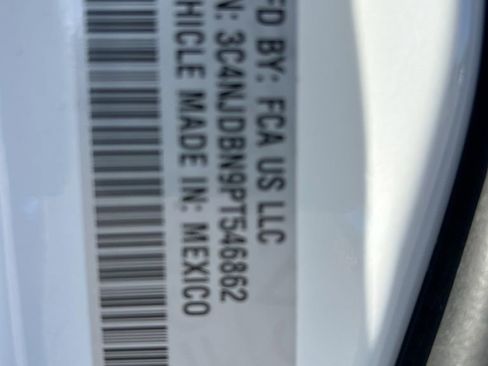 FD BY: FCA US LLC
N: 3C4NJDBN9PT546862
HICLE MADE IN: MEXICO